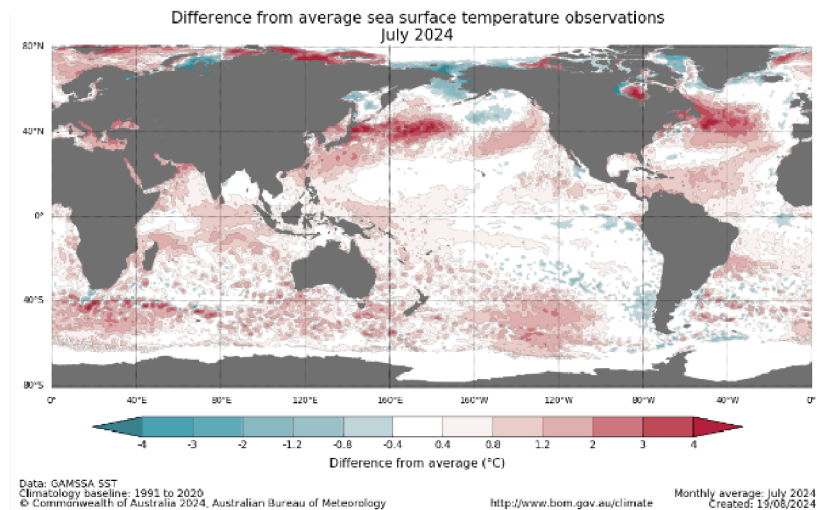 Difference from average sea surface temperature observations
July 2024
80°N
40°N
0°
40°S
80°S
0° 40°E 80°E 120°E 160°E 160°W 120°W 80°W 40°W 0°
-4 -3 -2 -1.2 -0.8 -0.4 0.4 0.8 1.2 2 3 4
Difference from average (°C)
Data: GAMSSA SST
Climatology baseline: 1991 to 2020
© Commonwealth of Australia 2024, Australian Bureau of Meteorology
http://www.bom.gov.au/climate
Monthly average: July 2024
Created: 19/08/2024